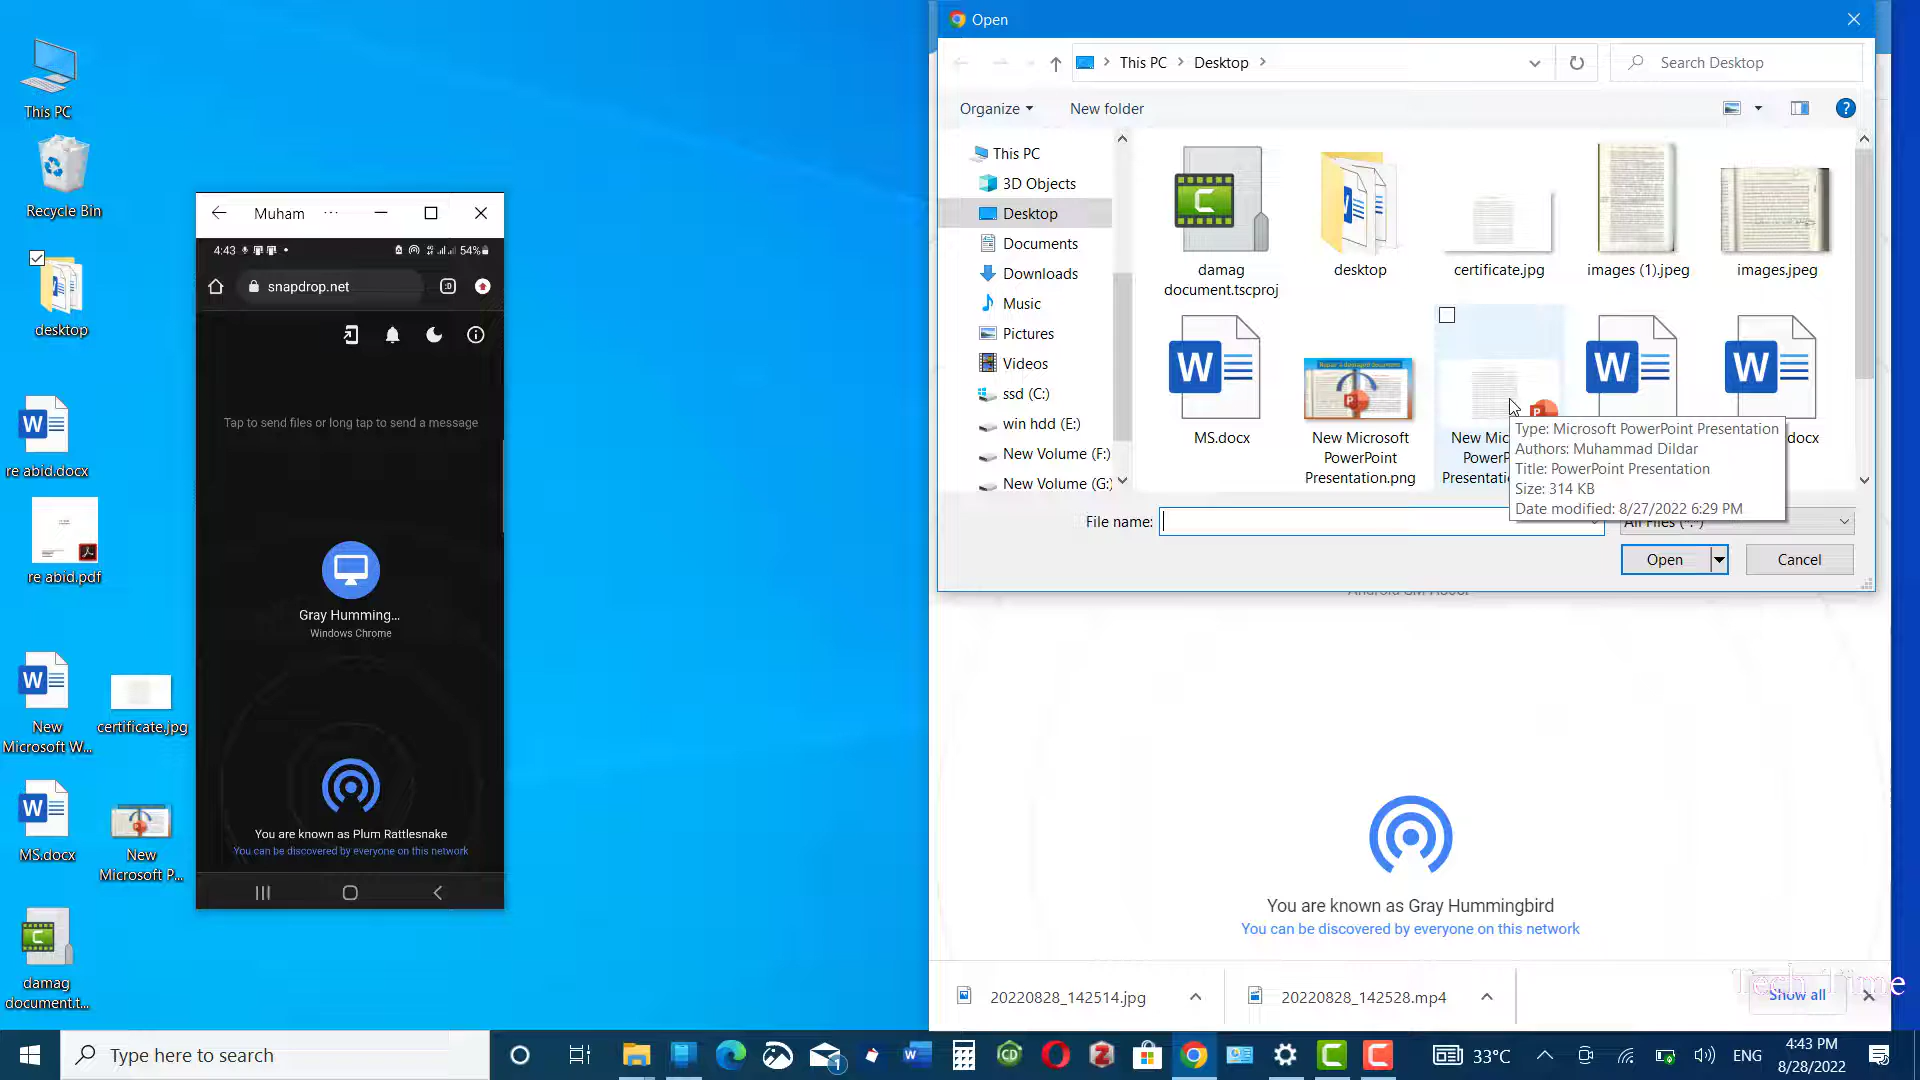 This PC
Recycle Bin
desktop
re abid.docx
re abid.pdf
New
Microsoft W...
certificate.jpg
MS.docx
New
Microsoft P...
damag
document.t...
Muham ...
4:43
54%
snapdrop.net
:D
Tap to send files or long tap to send a message
Gray Humming...
Windows Chrome
You are known as Plum Rattlesnake
You can be discovered by everyone on this network
Open
This PC > Desktop >
Search Desktop
Organize
New folder
This PC
3D Objects
Desktop
Documents
Downloads
Music
Pictures
Videos
ssd (C:)
win hdd (E:)
New Volume (F:)
New Volume (G:)
damag
document.tscproj
desktop
certificate.jpg
images (1).jpeg
images.jpeg
MS.docx
New Microsoft
PowerPoint
Presentation.png
Type: Microsoft PowerPoint Presentation
Authors: Muhammad Dildar
Title: PowerPoint Presentation
Size: 314 KB
Date modified: 8/27/2022 6:29 PM
File name:
All Files (*.*)
Open
Cancel
You are known as Gray Hummingbird
You can be discovered by everyone on this network
20220828_142514.jpg
20220828_142528.mp4
Show all
Tech Time
Type here to search
33°C
ENG
4:43 PM
8/28/2022